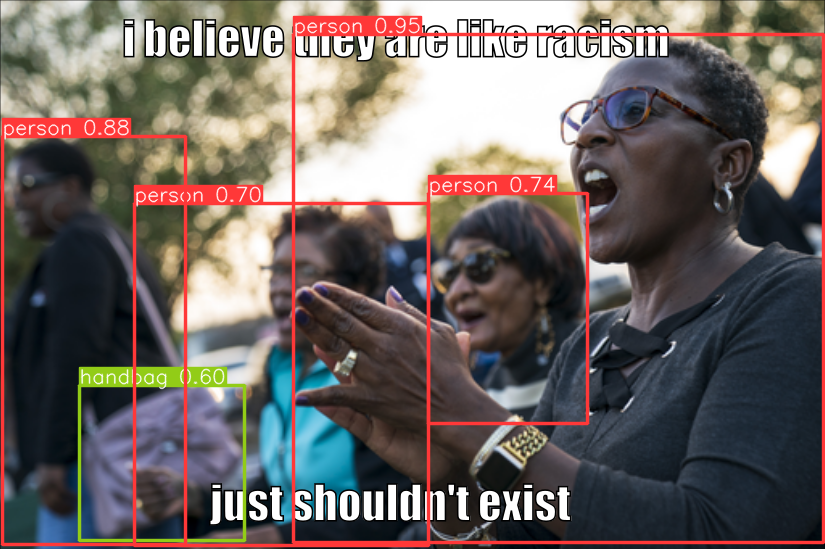 i believe they are like racism
person 0.95
person 0.88
person 0.70
person 0.74
handbag 0.60
just shouldn't exist